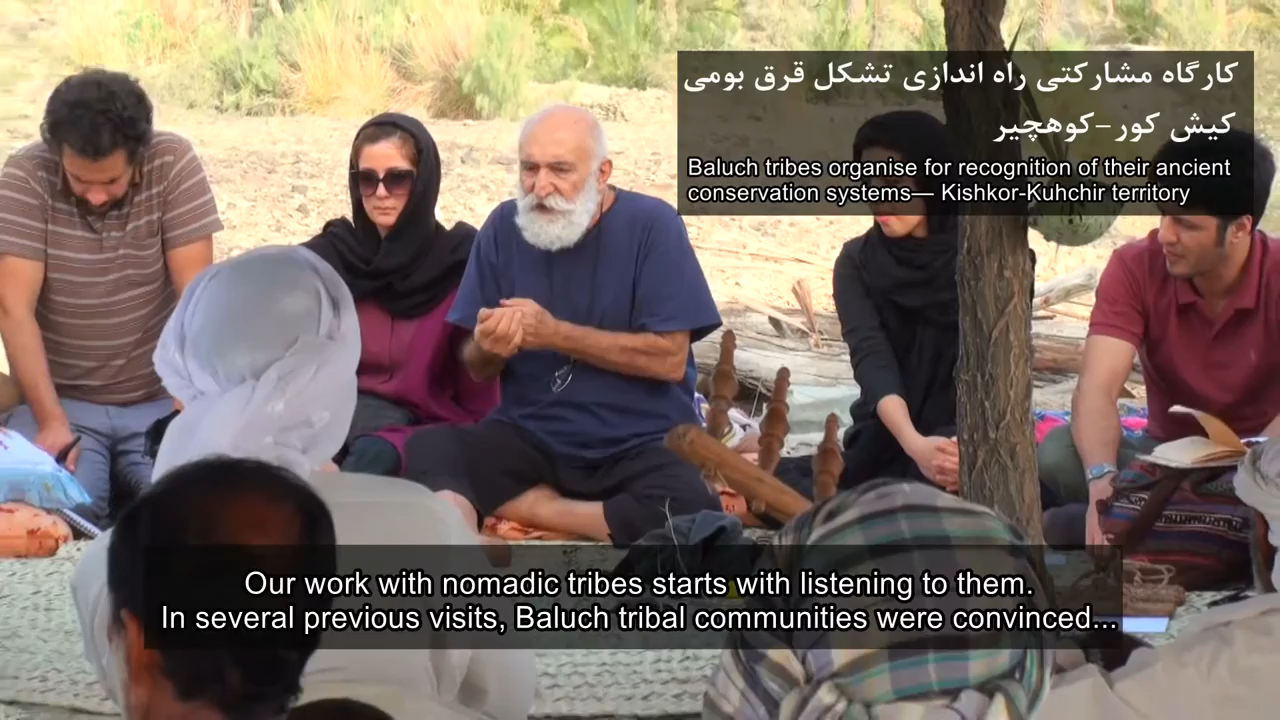 کارگاه مشارکتی راه اندازی تشکل قرق بومی
کیش کور-کوهچیر
Baluch tribes organise for recognition of their ancient
conservation systems— Kishkor-Kuhchir territory
Our work with nomadic tribes starts with listening to them.
In several previous visits, Baluch tribal communities were convinced...